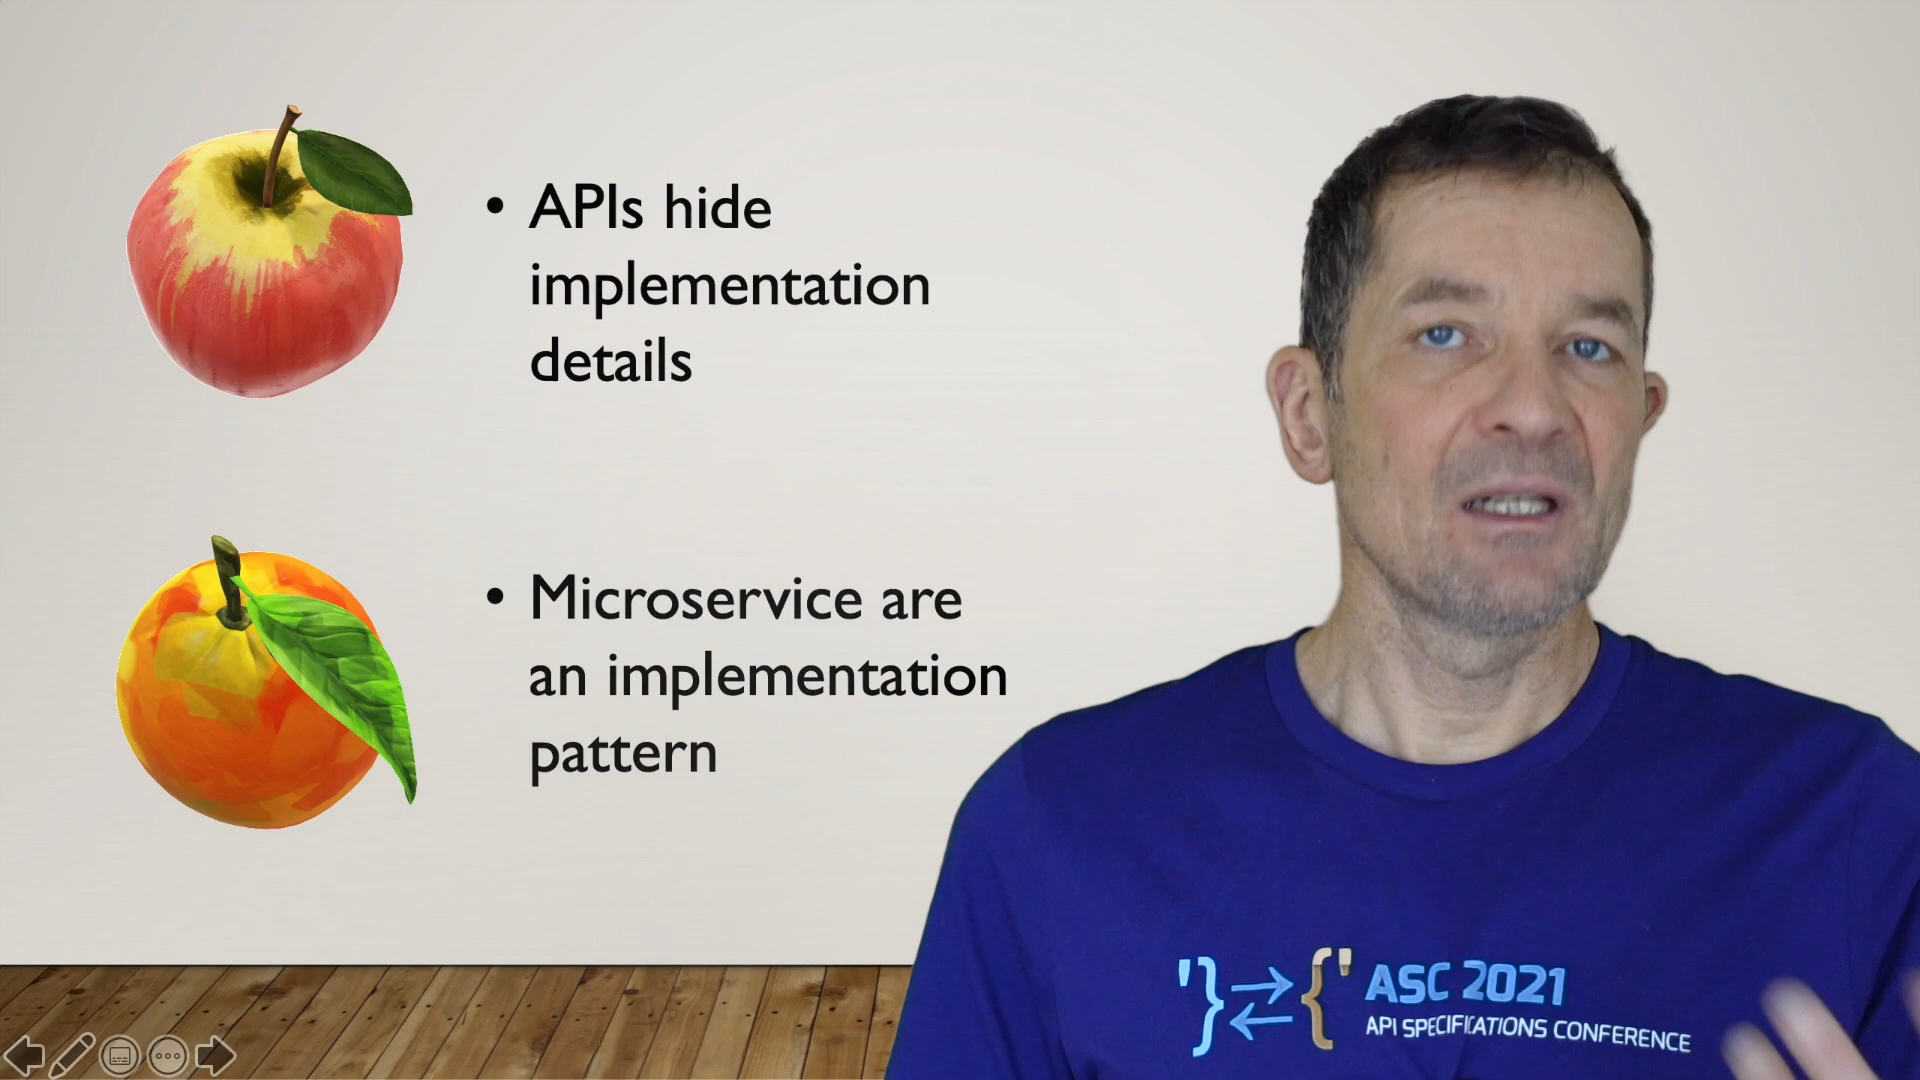 • APIs hide
implementation
details
• Microservice are
an implementation
pattern
ASC 2021
API SPECIFICATIONS CONFERENCE